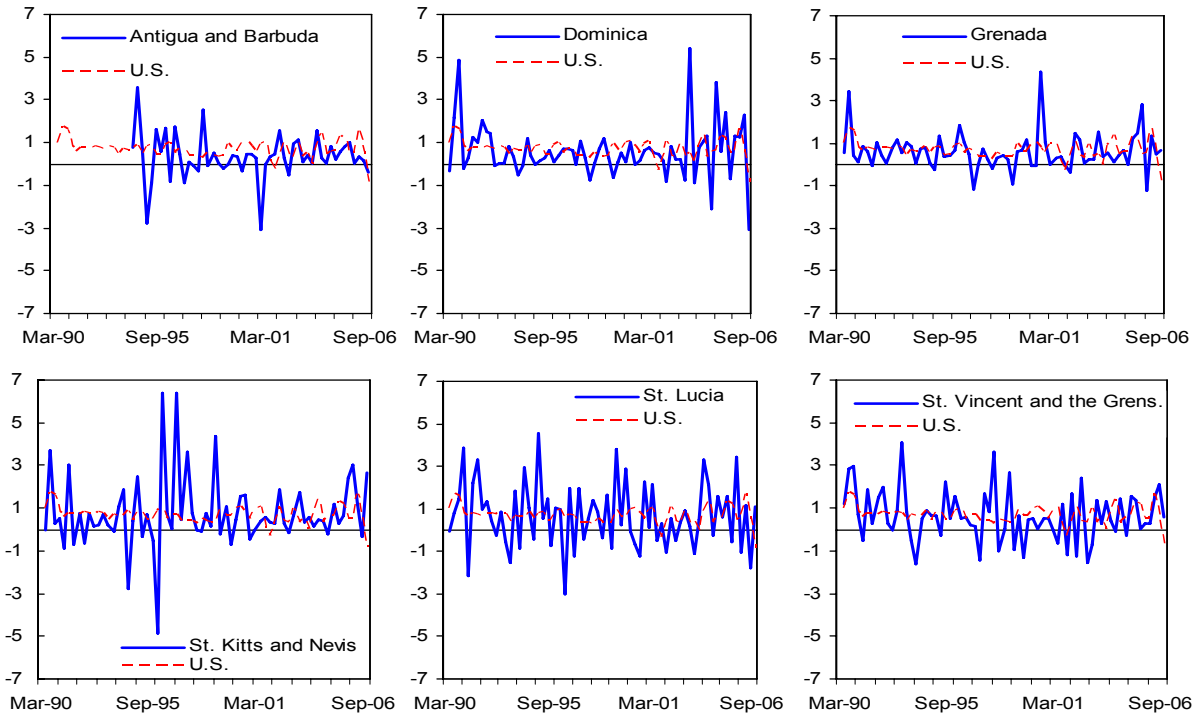 7
5
3
1
-1
-3
-5
-7
Antigua and Barbuda
U.S.
Mar-90 Sep-95 Mar-01 Sep-06
7
5
3
1
-1
-3
-5
-7
Dominica
U.S.
Mar-90 Sep-95 Mar-01 Sep-06
7
5
3
1
-1
-3
-5
-7
Grenada
U.S.
Mar-90 Sep-95 Mar-01 Sep-06
7
5
3
1
-1
-3
-5
-7
St. Kitts and Nevis
U.S.
Mar-90 Sep-95 Mar-01 Sep-06
7
5
3
1
-1
-3
-5
-7
St. Lucia
U.S.
Mar-90 Sep-95 Mar-01 Sep-06
7
5
3
1
-1
-3
-5
-7
St. Vincent and the Grens.
U.S.
Mar-90 Sep-95 Mar-01 Sep-06